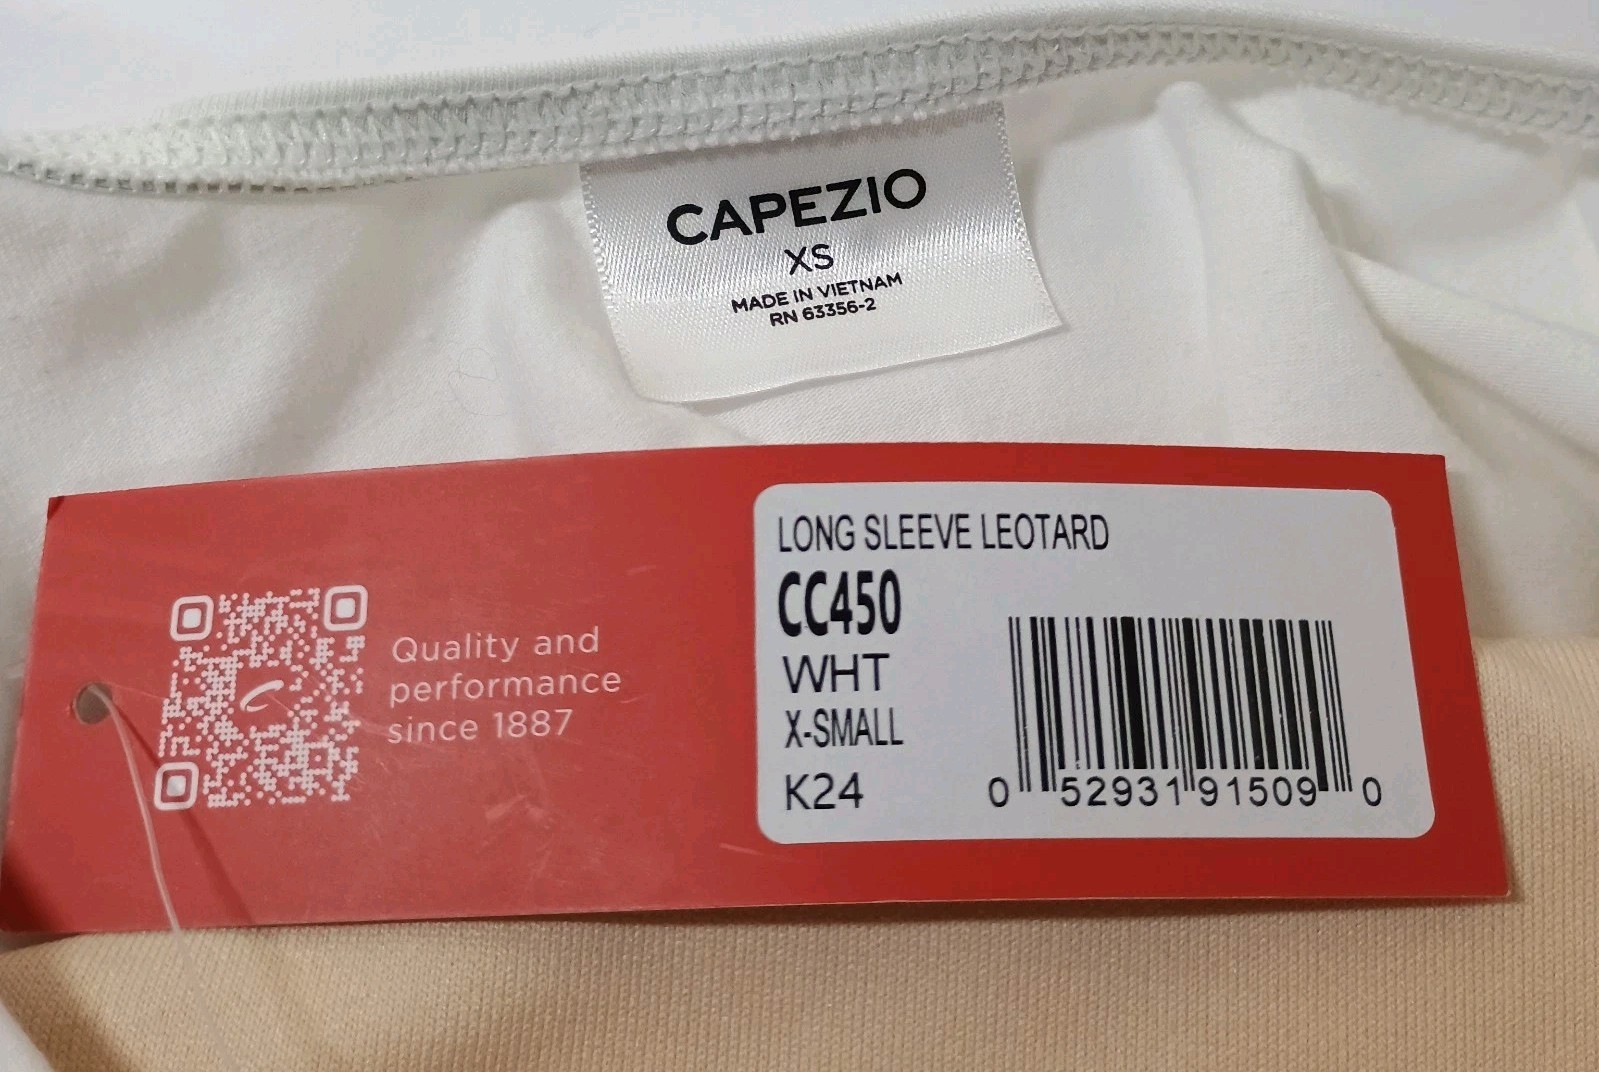 CAPEZIO
XS
MADE IN VIETNAM
RN 63356-2
Quality and
performance
since 1887
LONG SLEEVE LEOTARD
CC450
WHT
X-SMALL
K24
0 52931 91509 0